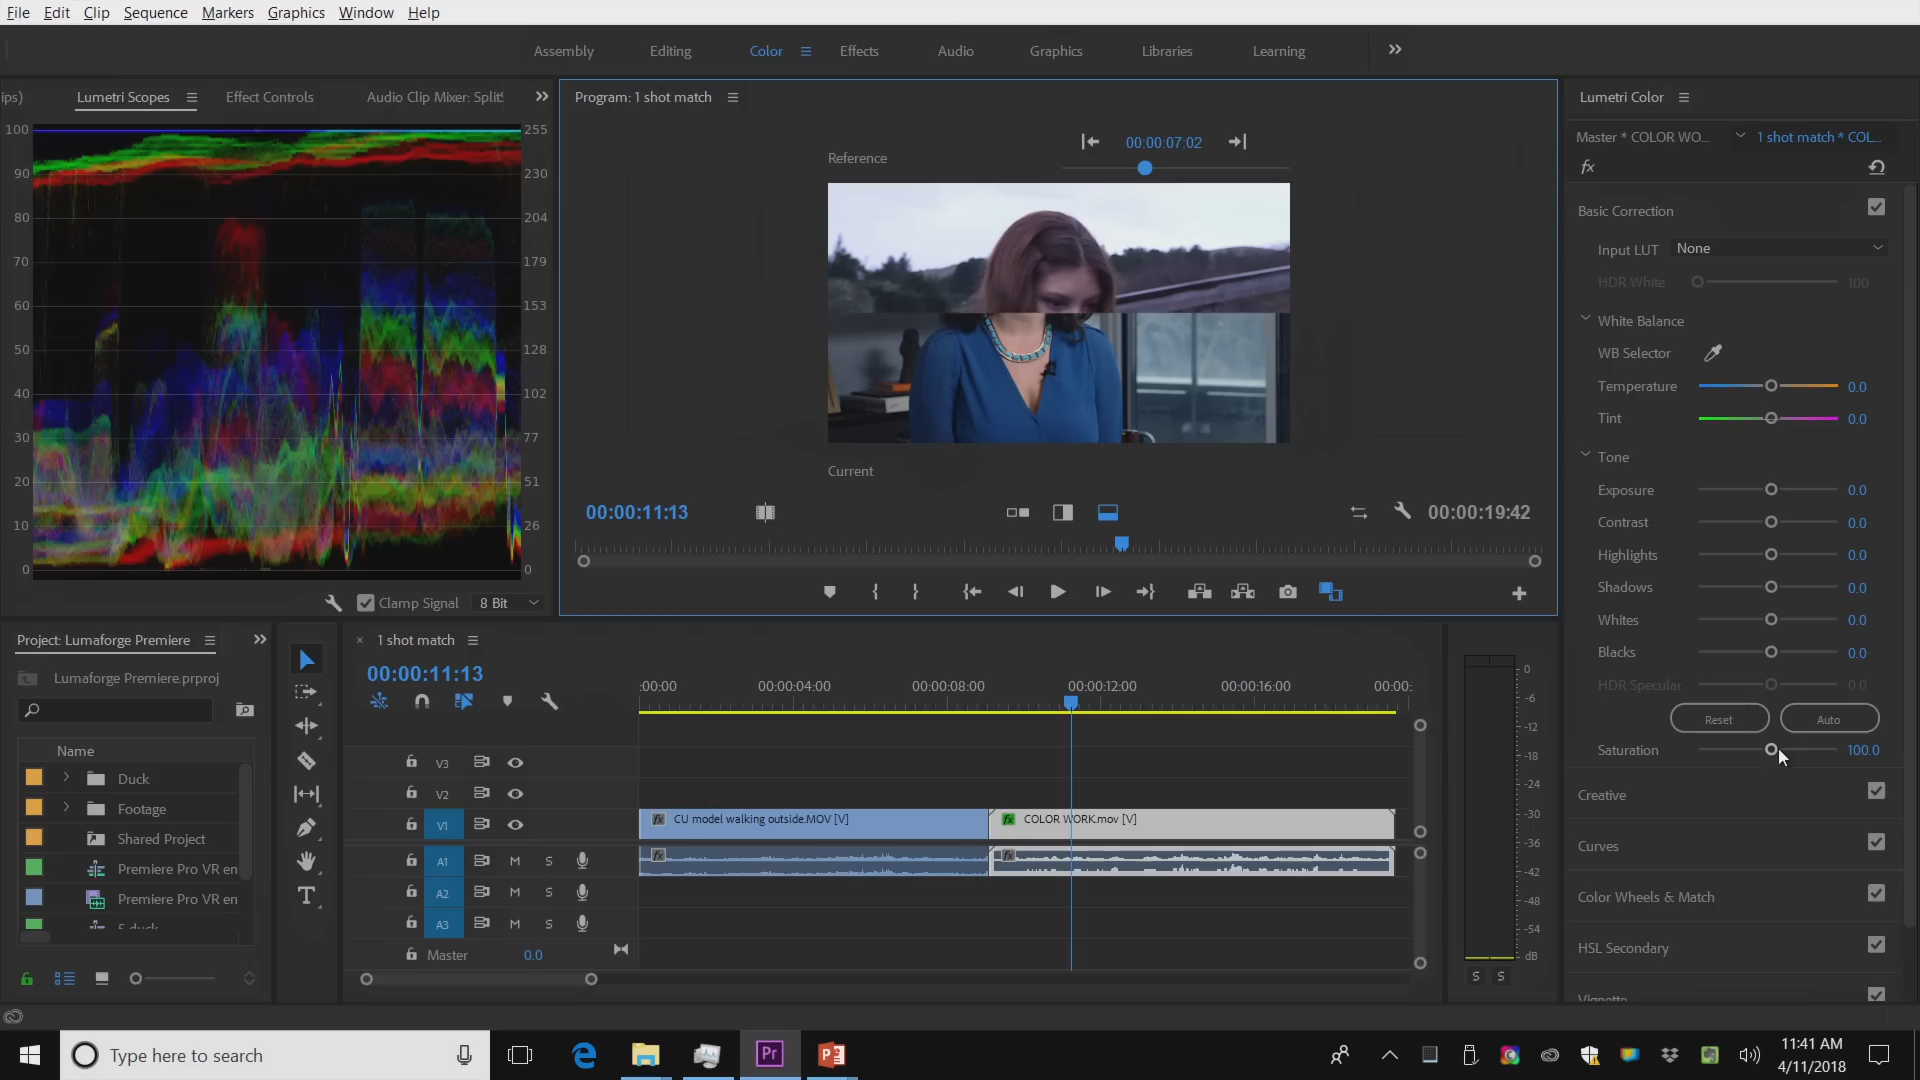 File Edit Clip Sequence Markers Graphics Window Help
Assembly Editing Color Effects Audio Graphics Libraries Learning
ips) Lumetri Scopes Effect Controls Audio Clip Mixer: Split
Program: 1 shot match
Lumetri Color
Master * COLOR WO... 1 shot match * COL...
fx
100 255
90 230
80 204
70 179
60 153
50 128
40 102
30 77
20 51
10 26
0 0
Clamp Signal 8 Bit
Reference
00:00:07:02
Current
00:00:11:13
00:00:19:42
Basic Correction
Input LUT None
HDR White 100
White Balance
WB Selector
Temperature 0.0
Tint 0.0
Tone
Exposure 0.0
Contrast 0.0
Highlights 0.0
Shadows 0.0
Whites 0.0
Blacks 0.0
HDR Specular 0.0
Reset Auto
Saturation 100.0
Creative
Curves
Color Wheels & Match
HSL Secondary
Vignette
Project: Lumaforge Premiere
Lumaforge Premiere.prproj
Name
Duck
Footage
Shared Project
Premiere Pro VR en
Premiere Pro VR en
5 duck
× 1 shot match
00:00:11:13
:00:00 00:00:04:00 00:00:08:00 00:00:12:00 00:00:16:00 00:00:
V3
V2
V1
fx CU model walking outside.MOV [V]
fx COLOR WORK.mov [V]
A1 M S
fx fx
A2 M S
A3 M S
Master 0.0
0
-6
-12
-18
-24
-30
-36
-42
-48
-54
dB
S S
Type here to search
Pr
11:41 AM
4/11/2018